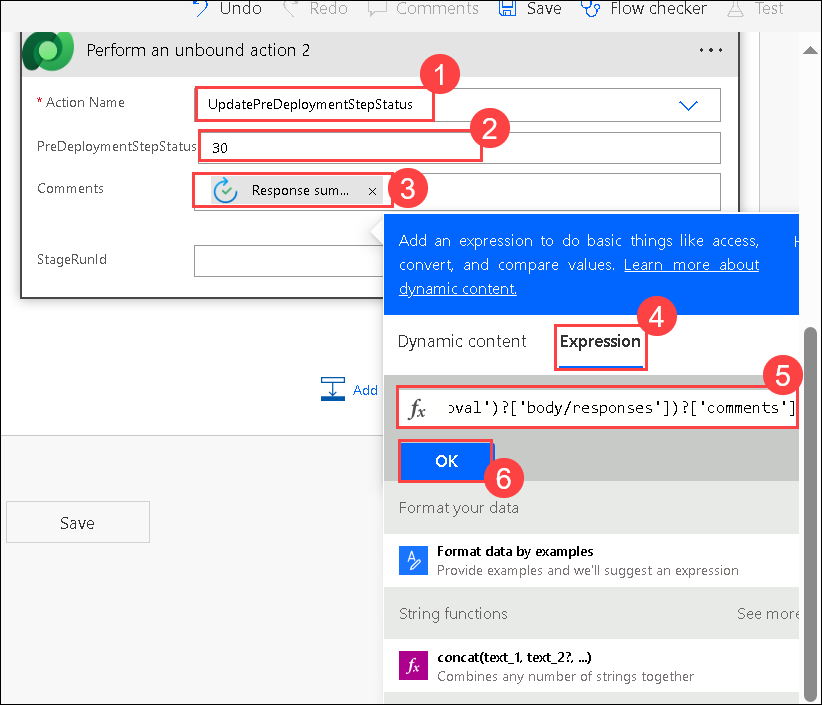 Undo Redo Comments Save Flow checker Test
Perform an unbound action 2
1
* Action Name UpdatePreDeploymentStepStatus
2
PreDeploymentStepStatus 30
Comments Response sum... × 3
Add an expression to do basic things like access,
convert, and compare values. Learn more about
dynamic content.
StageRunId
4
Dynamic content Expression
5
Add
fx oval')?['body/responses'])?['comments']
OK
6
Format your data
Save
Format data by examples
Provide examples and we'll suggest an expression
String functions See more
fx concat(text_1, text_2?, ...)
Combines any number of strings together